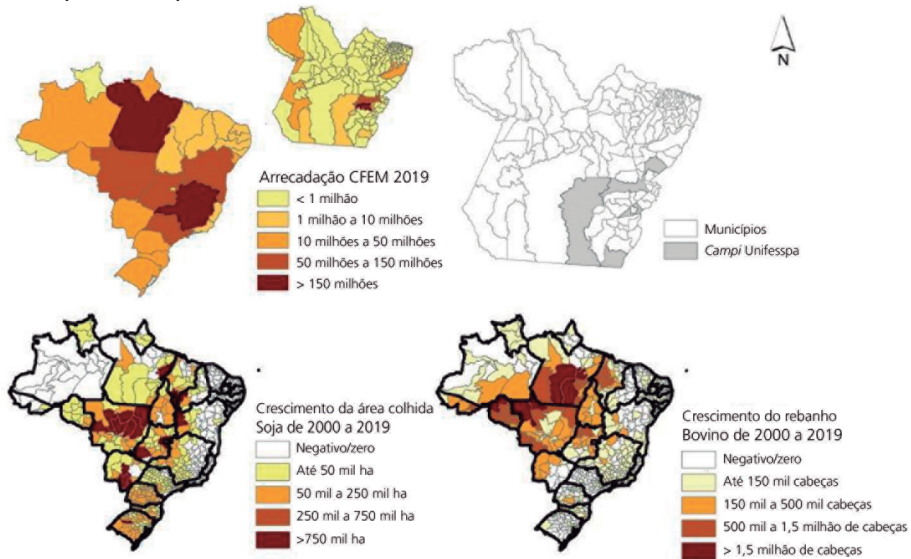 N
Arrecadação CFEM 2019
< 1 milhão
1 milhão a 10 milhões
10 milhões a 50 milhões
50 milhões a 150 milhões
> 150 milhões
Municípios
Campi Unifesspa
Crescimento da área colhida
Soja de 2000 a 2019
Negativo/zero
Até 50 mil ha
50 mil a 250 mil ha
250 mil a 750 mil ha
>750 mil ha
Crescimento do rebanho
Bovino de 2000 a 2019
Negativo/zero
Até 150 mil cabeças
150 mil a 500 mil cabeças
500 mil a 1,5 milhão de cabeças
> 1,5 milhão de cabeças